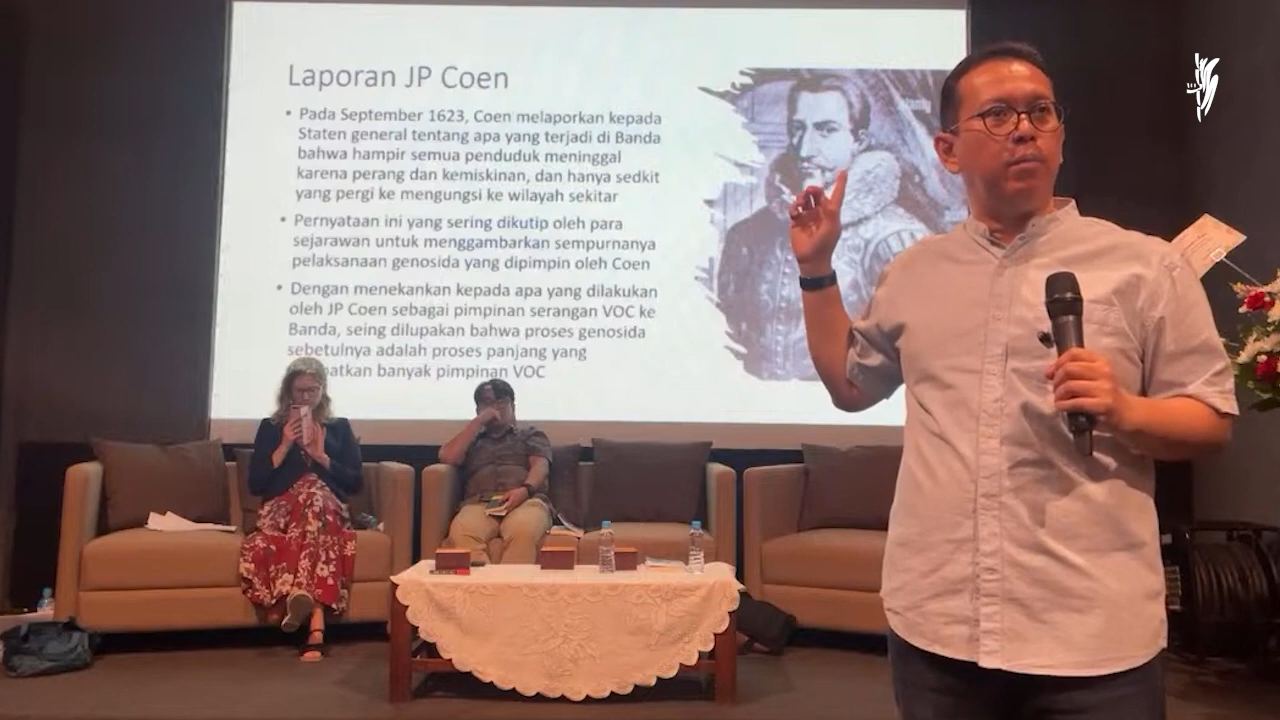 Laporan JP Coen
• Pada September 1623, Coen melaporkan kepada
Staten general tentang apa yang terjadi di Banda
bahwa hampir semua penduduk meninggal
karena perang dan kemiskinan, dan hanya sedkit
yang pergi ke mengungsi ke wilayah sekitar
• Pernyataan ini yang sering dikutip oleh para
sejarawan untuk menggambarkan sempurnanya
pelaksanaan genosida yang dipimpin oleh Coen
• Dengan menekankan kepada apa yang dilakukan
oleh JP Coen sebagai pimpinan serangan VOC ke
Banda, seing dilupakan bahwa proses genosida
sebetulnya adalah proses panjang yang
banyak pimpinan VOC